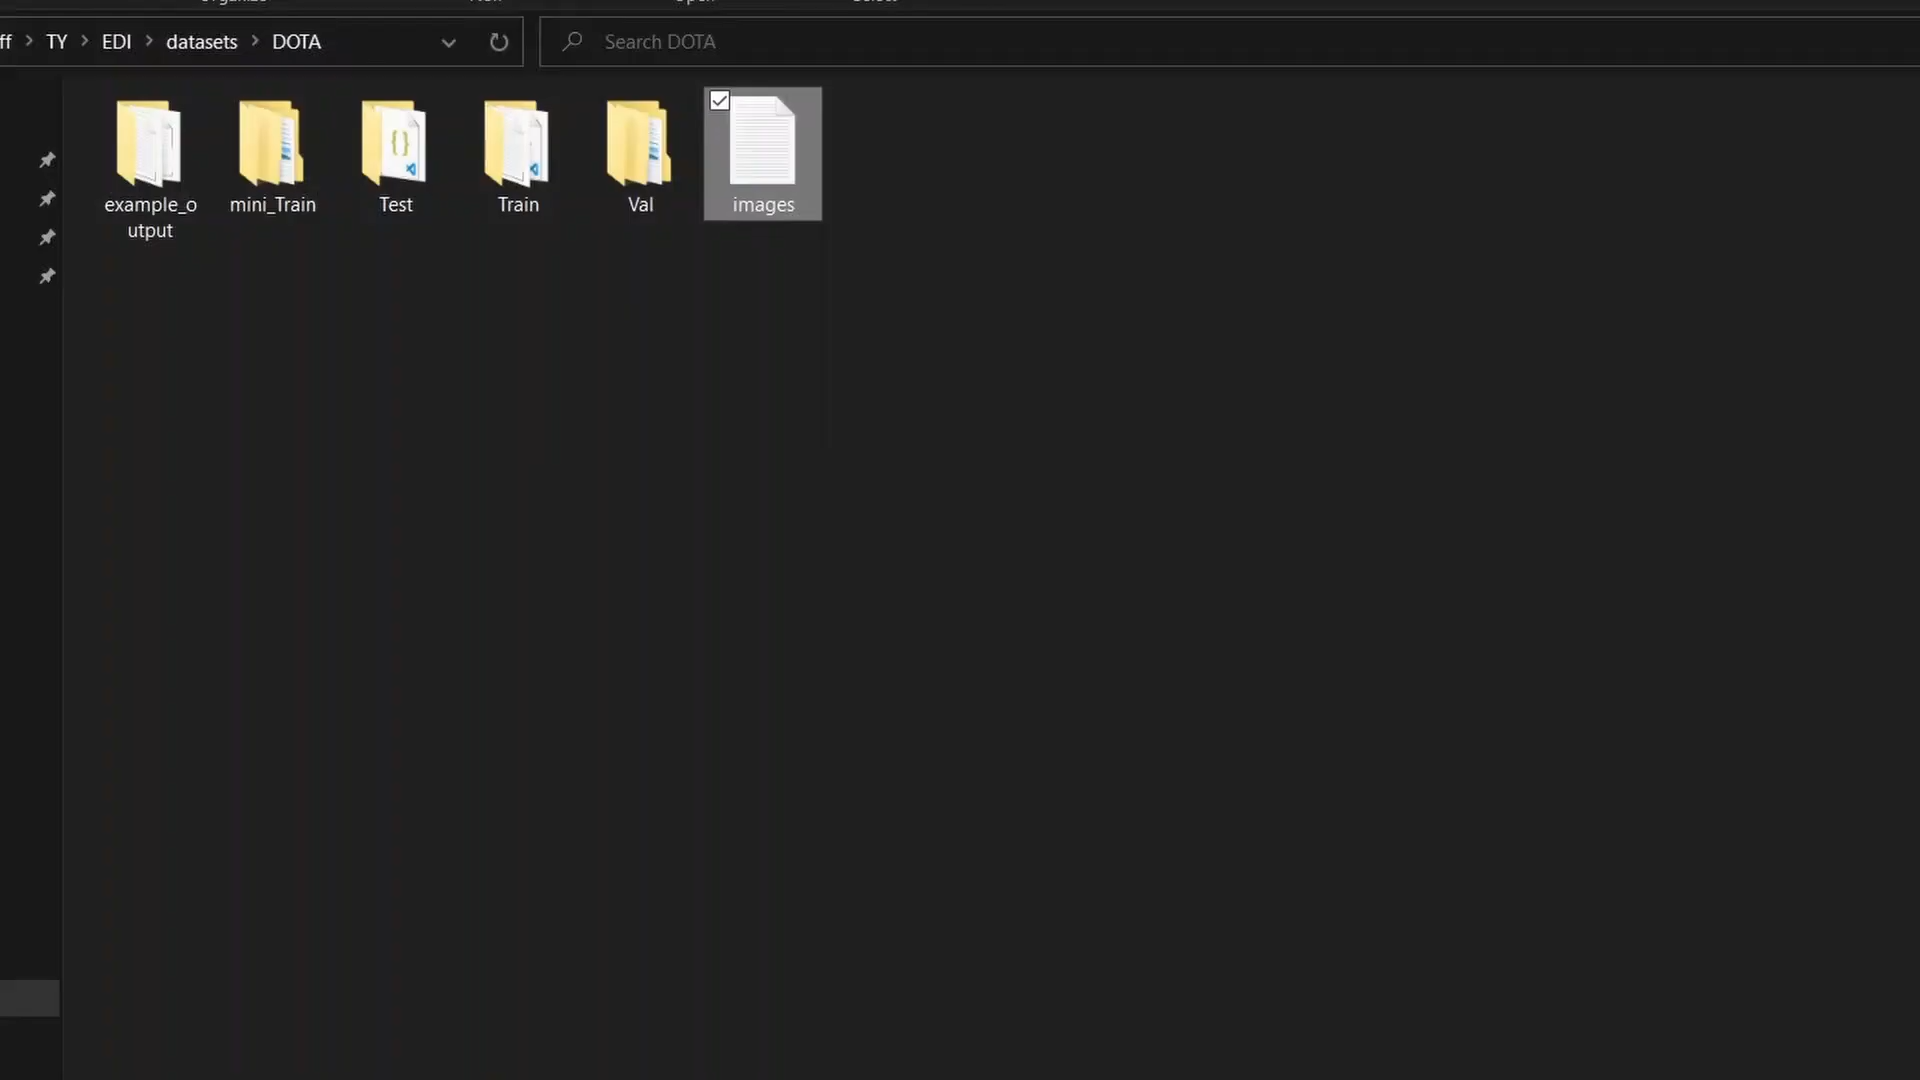 ff > TY > EDI > datasets > DOTA
Search DOTA
example_o
utput
mini_Train
Test
Train
Val
images